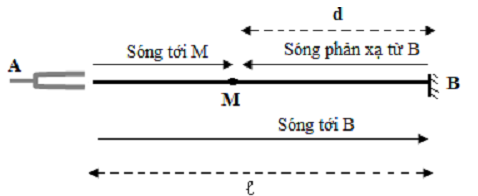 d
Sóng tới M
Sóng phản xạ từ B
A
B
M
Sóng tới B
ℓ